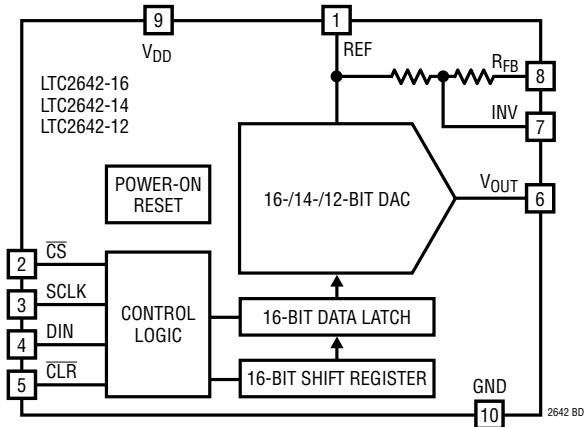 9
1
V_DD
REF
LTC2642-16
LTC2642-14
LTC2642-12
R_FB
8
INV
7
POWER-ON
RESET
16-/14-/12-BIT DAC
V_OUT
6
2
C̅S̅
3
SCLK
4
DIN
5
C̅L̅R̅
CONTROL
LOGIC
16-BIT DATA LATCH
16-BIT SHIFT REGISTER
GND
10
2642 BD